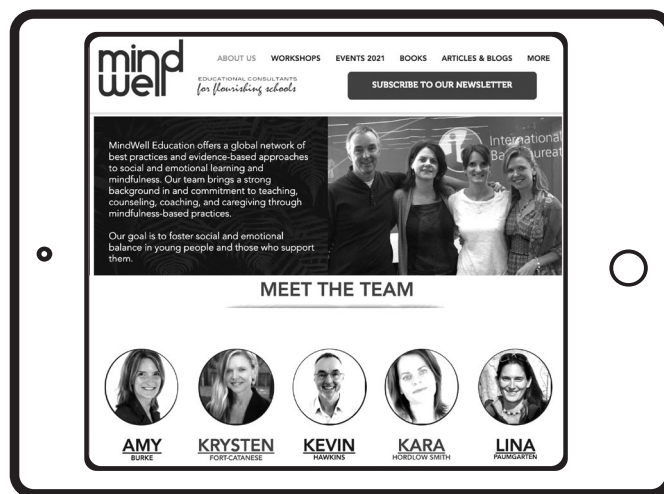 mind
well
EDUCATIONAL CONSULTANTS
for flourishing schools
ABOUT US WORKSHOPS EVENTS 2021 BOOKS ARTICLES & BLOGS MORE
SUBSCRIBE TO OUR NEWSLETTER
MindWell Education offers a global network of
best practices and evidence-based approaches
to social and emotional learning and
mindfulness. Our team brings a strong
background in and commitment to teaching,
counseling, coaching, and caregiving through
mindfulness-based practices.
Our goal is to foster social and emotional
balance in young people and those who support
them.
International
MEET THE TEAM
AMY
BURKE
KRYSTEN
FORT-CATANESE
KEVIN
HAWKINS
KARA
HORDLOW SMITH
LINA
PAUMGARTEN